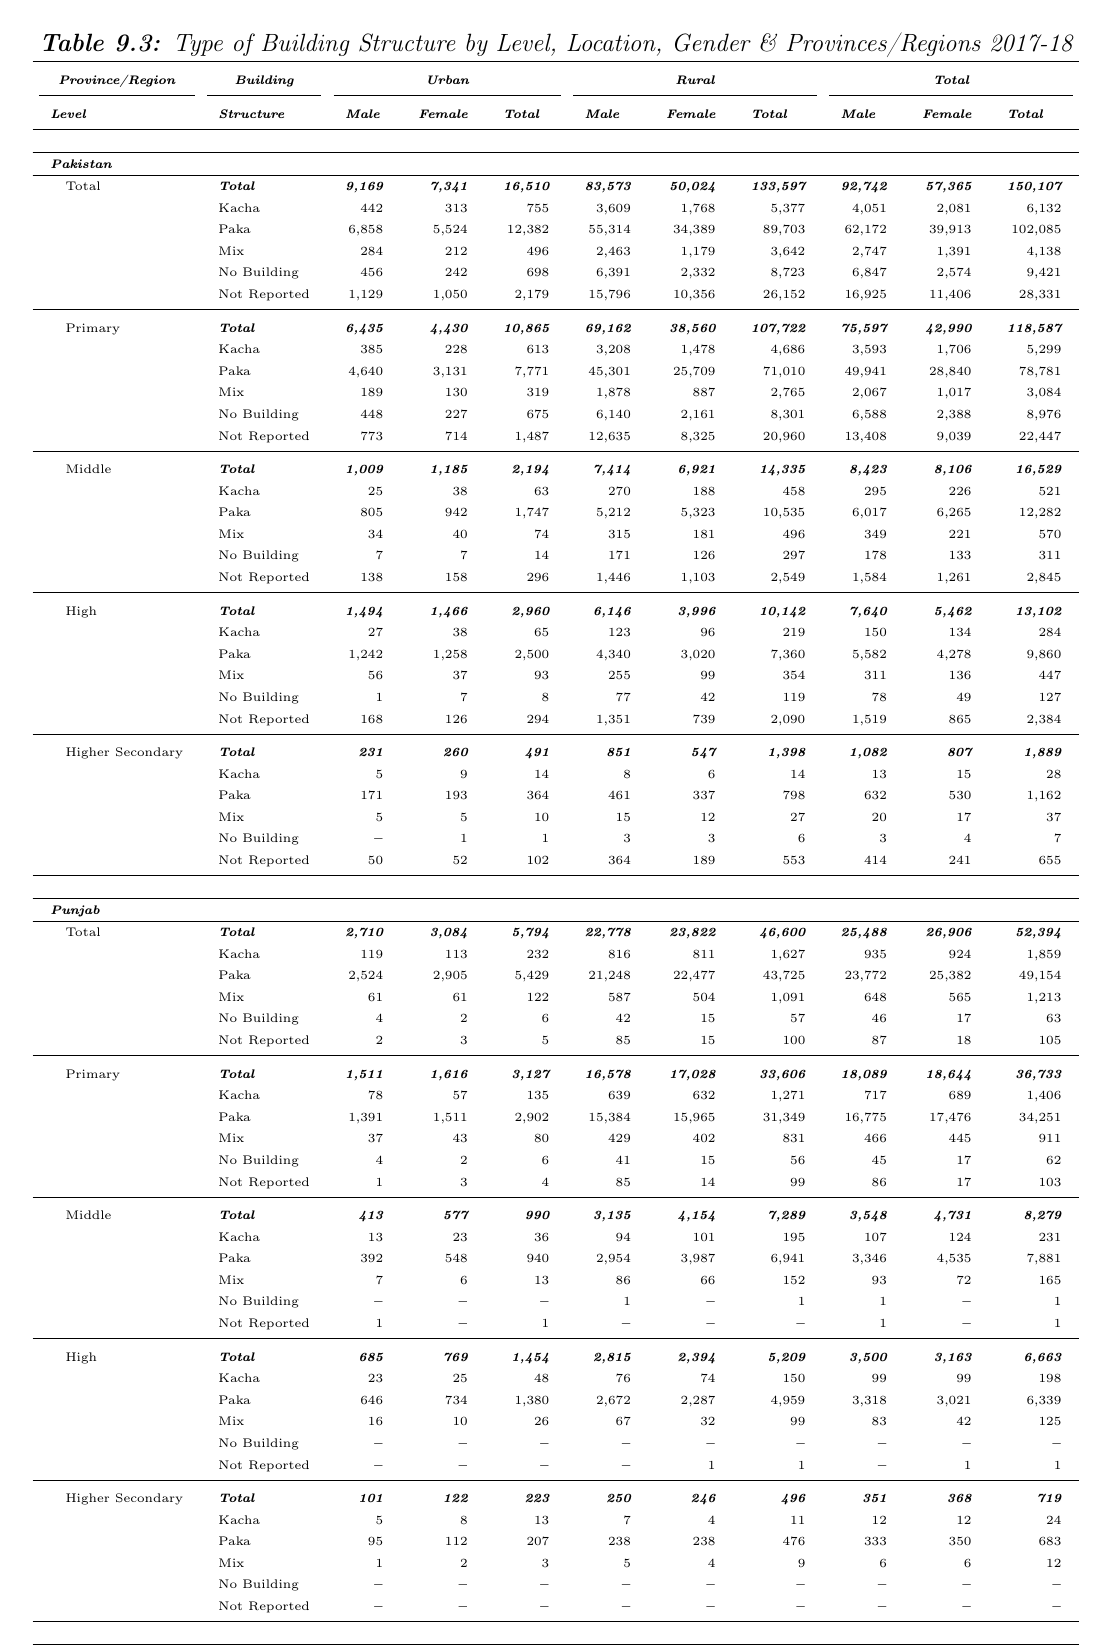 Table 9.3: Type of Building Structure by Level, Location, Gender & Provinces/Regions 2017-18
Province/Region Building Urban Rural Total
Level Structure Male Female Total Male Female Total Male Female Total
Pakistan
Total Total 9,169 7,341 16,510 83,573 50,024 133,597 92,742 57,365 150,107
Kacha 442 313 755 3,609 1,768 5,377 4,051 2,081 6,132
Paka 6,858 5,524 12,382 55,314 34,389 89,703 62,172 39,913 102,085
Mix 284 212 496 2,463 1,179 3,642 2,747 1,391 4,138
No Building 456 242 698 6,391 2,332 8,723 6,847 2,574 9,421
Not Reported 1,129 1,050 2,179 15,796 10,356 26,152 16,925 11,406 28,331
Primary Total 6,435 4,430 10,865 69,162 38,560 107,722 75,597 42,990 118,587
Kacha 385 228 613 3,208 1,478 4,686 3,593 1,706 5,299
Paka 4,640 3,131 7,771 45,301 25,709 71,010 49,941 28,840 78,781
Mix 189 130 319 1,878 887 2,765 2,067 1,017 3,084
No Building 448 227 675 6,140 2,161 8,301 6,588 2,388 8,976
Not Reported 773 714 1,487 12,635 8,325 20,960 13,408 9,039 22,447
Middle Total 1,009 1,185 2,194 7,414 6,921 14,335 8,423 8,106 16,529
Kacha 25 38 63 270 188 458 295 226 521
Paka 805 942 1,747 5,212 5,323 10,535 6,017 6,265 12,282
Mix 34 40 74 315 181 496 349 221 570
No Building 7 7 14 171 126 297 178 133 311
Not Reported 138 158 296 1,446 1,103 2,549 1,584 1,261 2,845
High Total 1,494 1,466 2,960 6,146 3,996 10,142 7,640 5,462 13,102
Kacha 27 38 65 123 96 219 150 134 284
Paka 1,242 1,258 2,500 4,340 3,020 7,360 5,582 4,278 9,860
Mix 56 37 93 255 99 354 311 136 447
No Building 1 7 8 77 42 119 78 49 127
Not Reported 168 126 294 1,351 739 2,090 1,519 865 2,384
Higher Secondary Total 231 260 491 851 547 1,398 1,082 807 1,889
Kacha 5 9 14 8 6 14 13 15 28
Paka 171 193 364 461 337 798 632 530 1,162
Mix 5 5 10 15 12 27 20 17 37
No Building – 1 1 3 3 6 3 4 7
Not Reported 50 52 102 364 189 553 414 241 655
Punjab
Total Total 2,710 3,084 5,794 22,778 23,822 46,600 25,488 26,906 52,394
Kacha 119 113 232 816 811 1,627 935 924 1,859
Paka 2,524 2,905 5,429 21,248 22,477 43,725 23,772 25,382 49,154
Mix 61 61 122 587 504 1,091 648 565 1,213
No Building 4 2 6 42 15 57 46 17 63
Not Reported 2 3 5 85 15 100 87 18 105
Primary Total 1,511 1,616 3,127 16,578 17,028 33,606 18,089 18,644 36,733
Kacha 78 57 135 639 632 1,271 717 689 1,406
Paka 1,391 1,511 2,902 15,384 15,965 31,349 16,775 17,476 34,251
Mix 37 43 80 429 402 831 466 445 911
No Building 4 2 6 41 15 56 45 17 62
Not Reported 1 3 4 85 14 99 86 17 103
Middle Total 413 577 990 3,135 4,154 7,289 3,548 4,731 8,279
Kacha 13 23 36 94 101 195 107 124 231
Paka 392 548 940 2,954 3,987 6,941 3,346 4,535 7,881
Mix 7 6 13 86 66 152 93 72 165
No Building – – – 1 – 1 1 – 1
Not Reported 1 – 1 – – – 1 – 1
High Total 685 769 1,454 2,815 2,394 5,209 3,500 3,163 6,663
Kacha 23 25 48 76 74 150 99 99 198
Paka 646 734 1,380 2,672 2,287 4,959 3,318 3,021 6,339
Mix 16 10 26 67 32 99 83 42 125
No Building – – – – – – – – –
Not Reported – – – – 1 1 – 1 1
Higher Secondary Total 101 122 223 250 246 496 351 368 719
Kacha 5 8 13 7 4 11 12 12 24
Paka 95 112 207 238 238 476 333 350 683
Mix 1 2 3 5 4 9 6 6 12
No Building – – – – – – – – –
Not Reported – – – – – – – – –